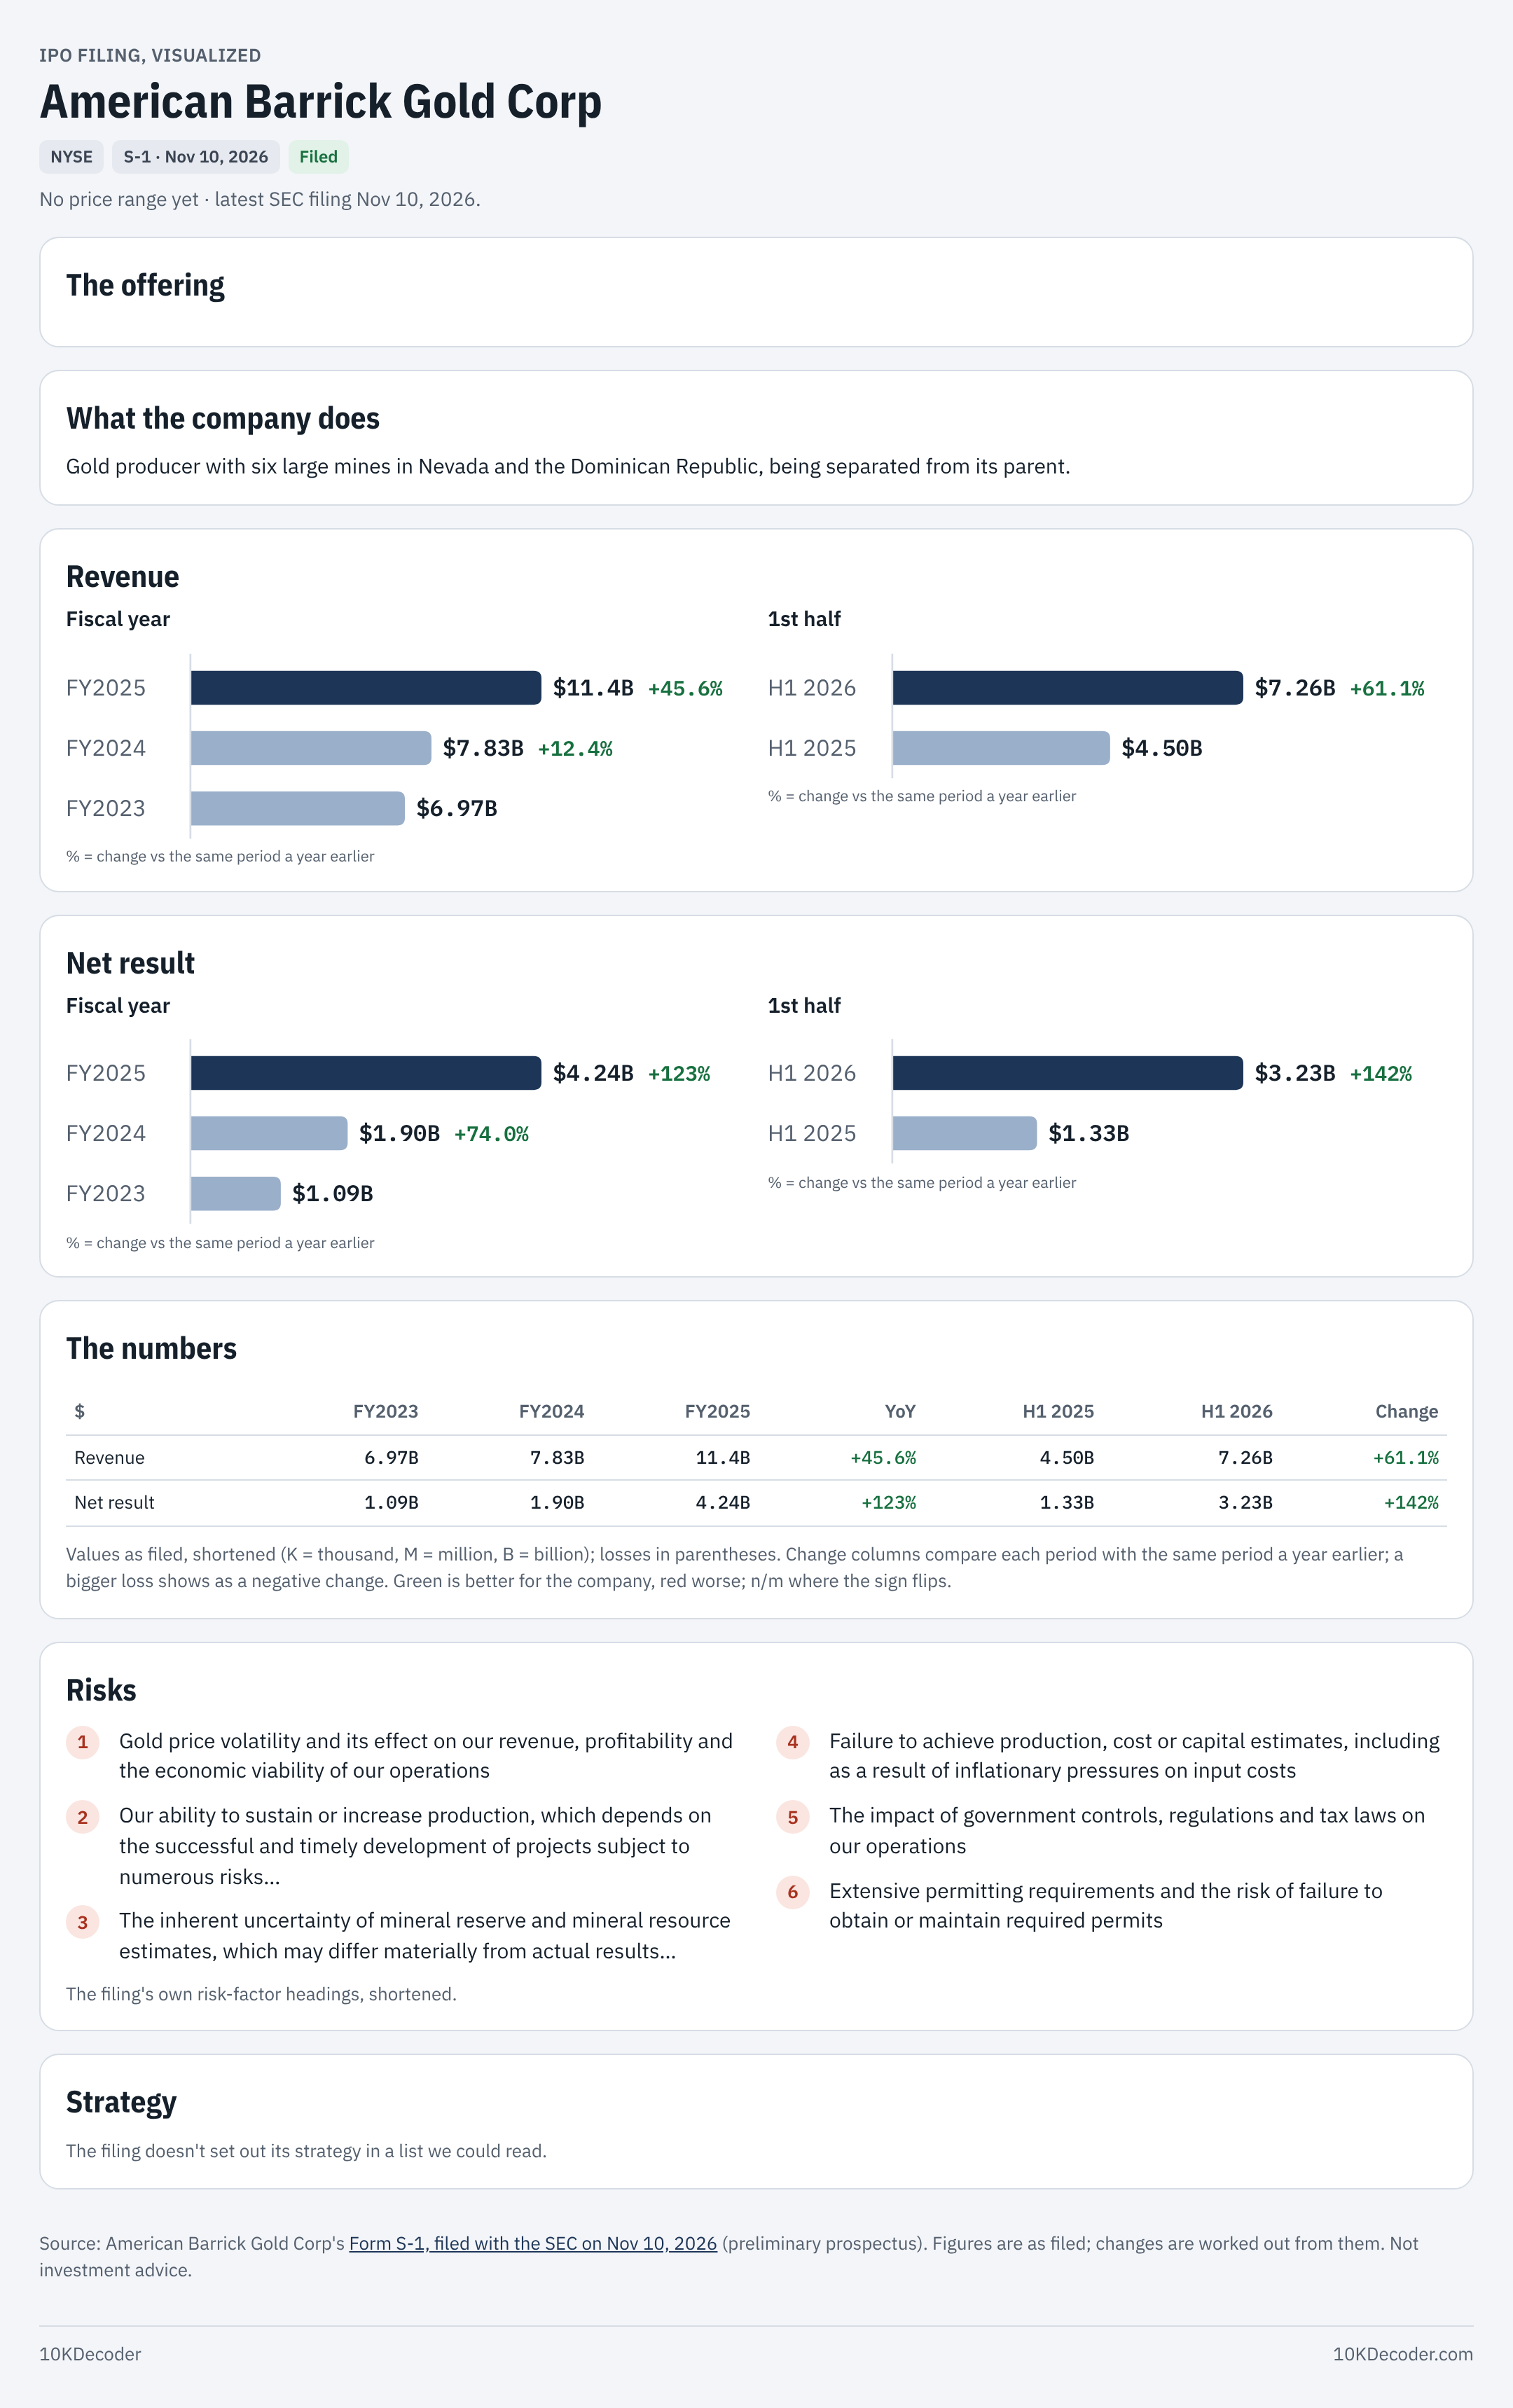 IPO FILING, VISUALIZED
American Barrick Gold Corp
NYSE
S-1 · Nov 10, 2026
Filed
No price range yet · latest SEC filing Nov 10, 2026.
The offering
What the company does
Gold producer with six large mines in Nevada and the Dominican Republic, being separated from its parent.
Revenue
Fiscal year
FY2025 $11.4B +45.6%
FY2024 $7.83B +12.4%
FY2023 $6.97B
% = change vs the same period a year earlier
1st half
H1 2026 $7.26B +61.1%
H1 2025 $4.50B
% = change vs the same period a year earlier
Net result
Fiscal year
FY2025 $4.24B +123%
FY2024 $1.90B +74.0%
FY2023 $1.09B
% = change vs the same period a year earlier
1st half
H1 2026 $3.23B +142%
H1 2025 $1.33B
% = change vs the same period a year earlier
The numbers
$ FY2023 FY2024 FY2025 YoY H1 2025 H1 2026 Change
Revenue 6.97B 7.83B 11.4B +45.6% 4.50B 7.26B +61.1%
Net result 1.09B 1.90B 4.24B +123% 1.33B 3.23B +142%
Values as filed, shortened (K = thousand, M = million, B = billion); losses in parentheses. Change columns compare each period with the same period a year earlier; a
bigger loss shows as a negative change. Green is better for the company, red worse; n/m where the sign flips.
Risks
1 Gold price volatility and its effect on our revenue, profitability and
the economic viability of our operations
2 Our ability to sustain or increase production, which depends on
the successful and timely development of projects subject to
numerous risks…
3 The inherent uncertainty of mineral reserve and mineral resource
estimates, which may differ materially from actual results…
4 Failure to achieve production, cost or capital estimates, including
as a result of inflationary pressures on input costs
5 The impact of government controls, regulations and tax laws on
our operations
6 Extensive permitting requirements and the risk of failure to
obtain or maintain required permits
The filing's own risk-factor headings, shortened.
Strategy
The filing doesn't set out its strategy in a list we could read.
Source: American Barrick Gold Corp's Form S-1, filed with the SEC on Nov 10, 2026 (preliminary prospectus). Figures are as filed; changes are worked out from them. Not
investment advice.
10KDecoder
10KDecoder.com